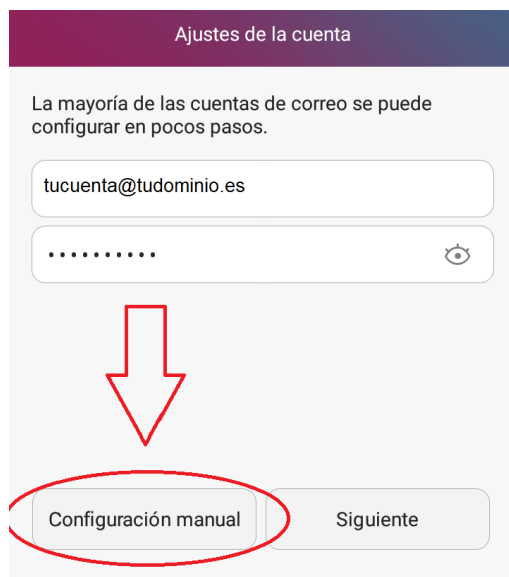 Ajustes de la cuenta
La mayoría de las cuentas de correo se puede
configurar en pocos pasos.
tucuenta@tudominio.es
••••••••••
Configuración manual
Siguiente